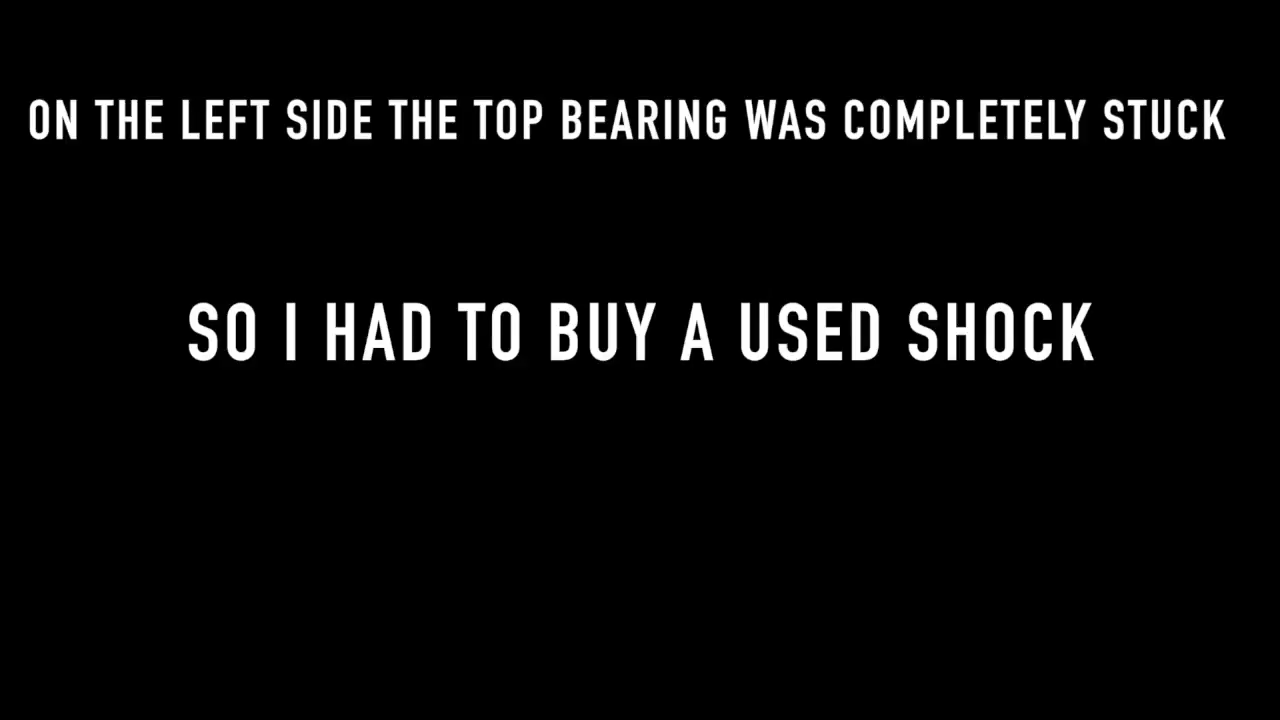 ON THE LEFT SIDE THE TOP BEARING WAS COMPLETELY STUCK
SO I HAD TO BUY A USED SHOCK